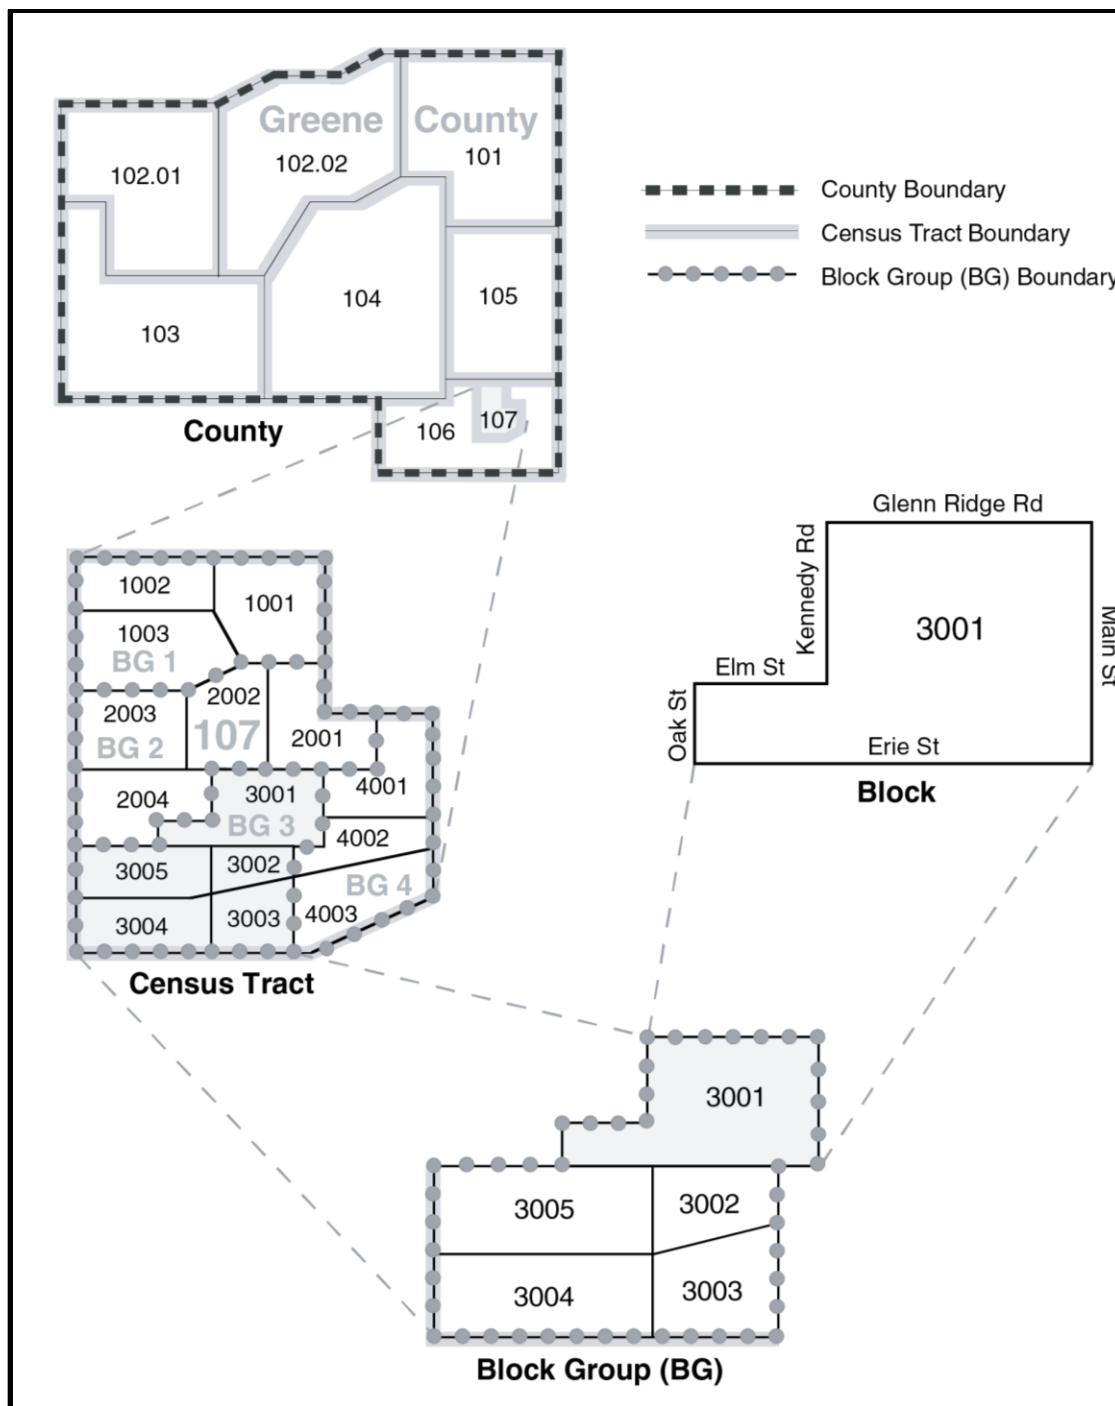 Greene County
102.01
102.02
101
103
104
105
106
107
County
County Boundary
Census Tract Boundary
Block Group (BG) Boundary
1002
1001
1003
BG 1
2003
2002
BG 2
107
2001
2004
3001
4001
BG 3
4002
3005
3002
BG 4
3004
3003
4003
Census Tract
Glenn Ridge Rd
Kennedy Rd
3001
Main St
Elm St
Oak St
Erie St
Block
3001
3005
3002
3004
3003
Block Group (BG)